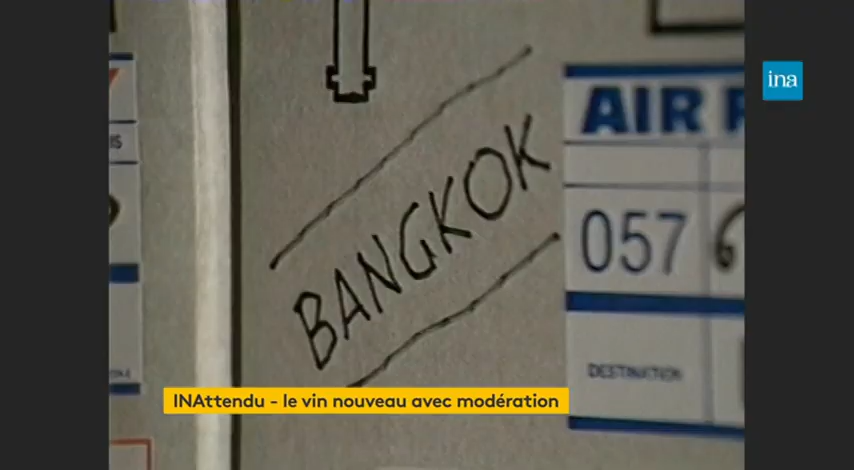 ina
AIR
BANGKOK
057
DESTINATION
INAttendu - le vin nouveau avec modération